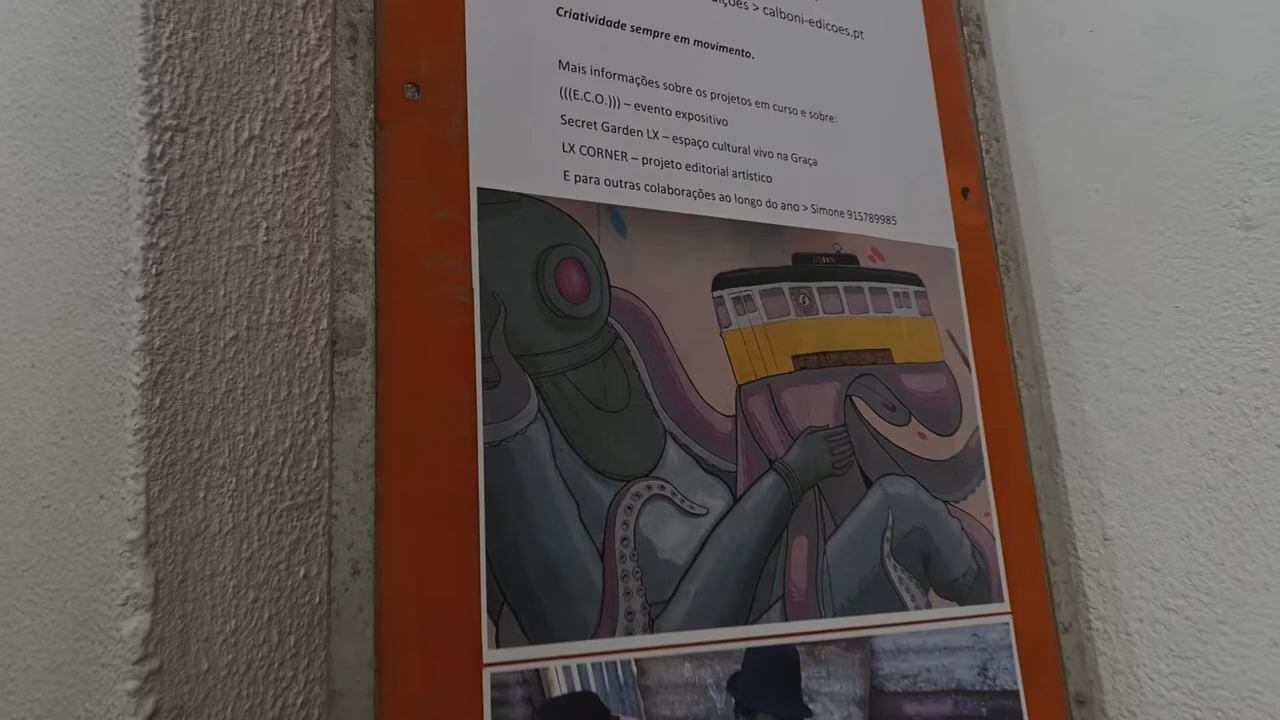 ições > calboni-edicoes.pt
Criatividade sempre em movimento.
Mais informações sobre os projetos em curso e sobre:
(((E.C.O.))) – evento expositivo
Secret Garden LX – espaço cultural vivo na Graça
LX CORNER – projeto editorial artístico
E para outras colaborações ao longo do ano > Simone 915789985